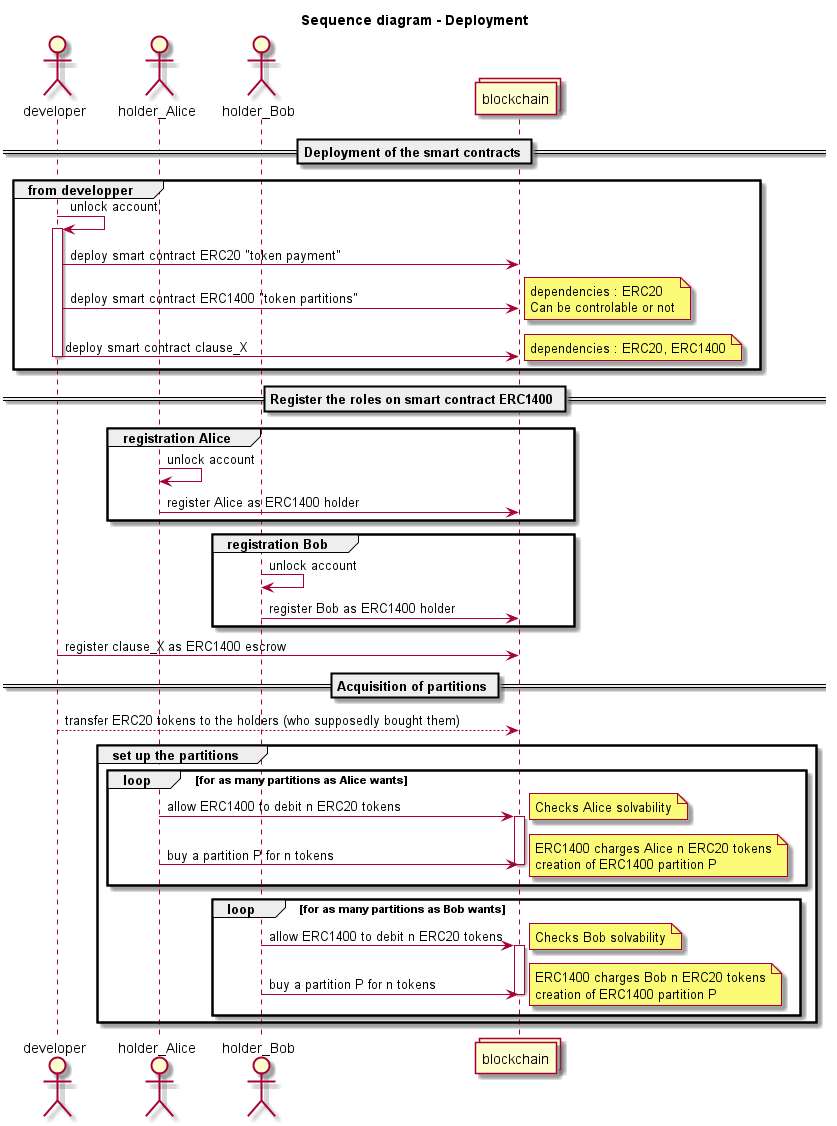 Sequence diagram - Deployment
developer
holder_Alice
holder_Bob
blockchain
Deployment of the smart contracts
from developper
unlock account
deploy smart contract ERC20 "token payment"
deploy smart contract ERC1400 "token partitions"
dependencies : ERC20
Can be controlable or not
deploy smart contract clause_X
dependencies : ERC20, ERC1400
Register the roles on smart contract ERC1400
registration Alice
unlock account
register Alice as ERC1400 holder
registration Bob
unlock account
register Bob as ERC1400 holder
register clause_X as ERC1400 escrow
Acquisition of partitions
transfer ERC20 tokens to the holders (who supposedly bought them)
set up the partitions
loop
[for as many partitions as Alice wants]
allow ERC1400 to debit n ERC20 tokens
Checks Alice solvability
buy a partition P for n tokens
ERC1400 charges Alice n ERC20 tokens
creation of ERC1400 partition P
loop
[for as many partitions as Bob wants]
allow ERC1400 to debit n ERC20 tokens
Checks Bob solvability
buy a partition P for n tokens
ERC1400 charges Bob n ERC20 tokens
creation of ERC1400 partition P
developer
holder_Alice
holder_Bob
blockchain